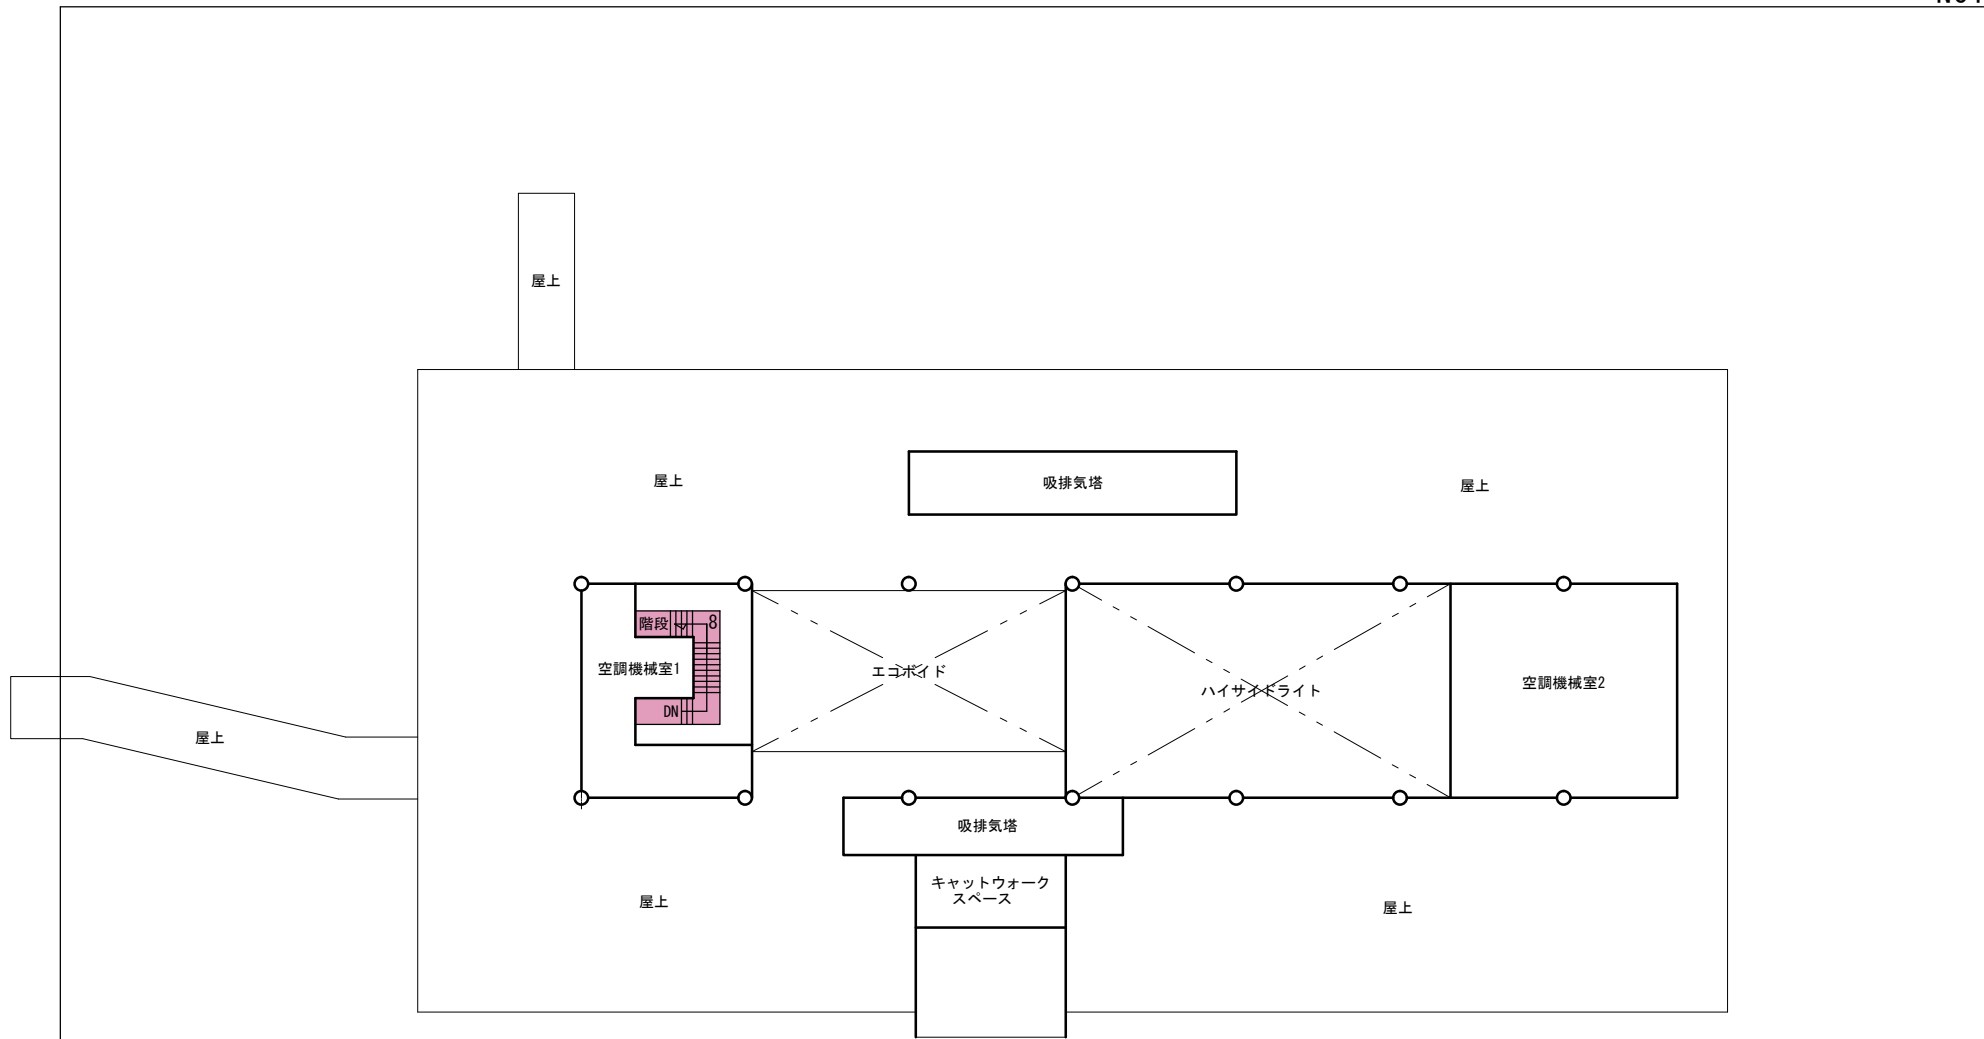 屋上
屋上
吸排気塔
屋上
階段
8
空調機械室1
エコボイド
ハイサイドライト
空調機械室2
DN
屋上
吸排気塔
キャットウォーク
スペース
屋上
屋上